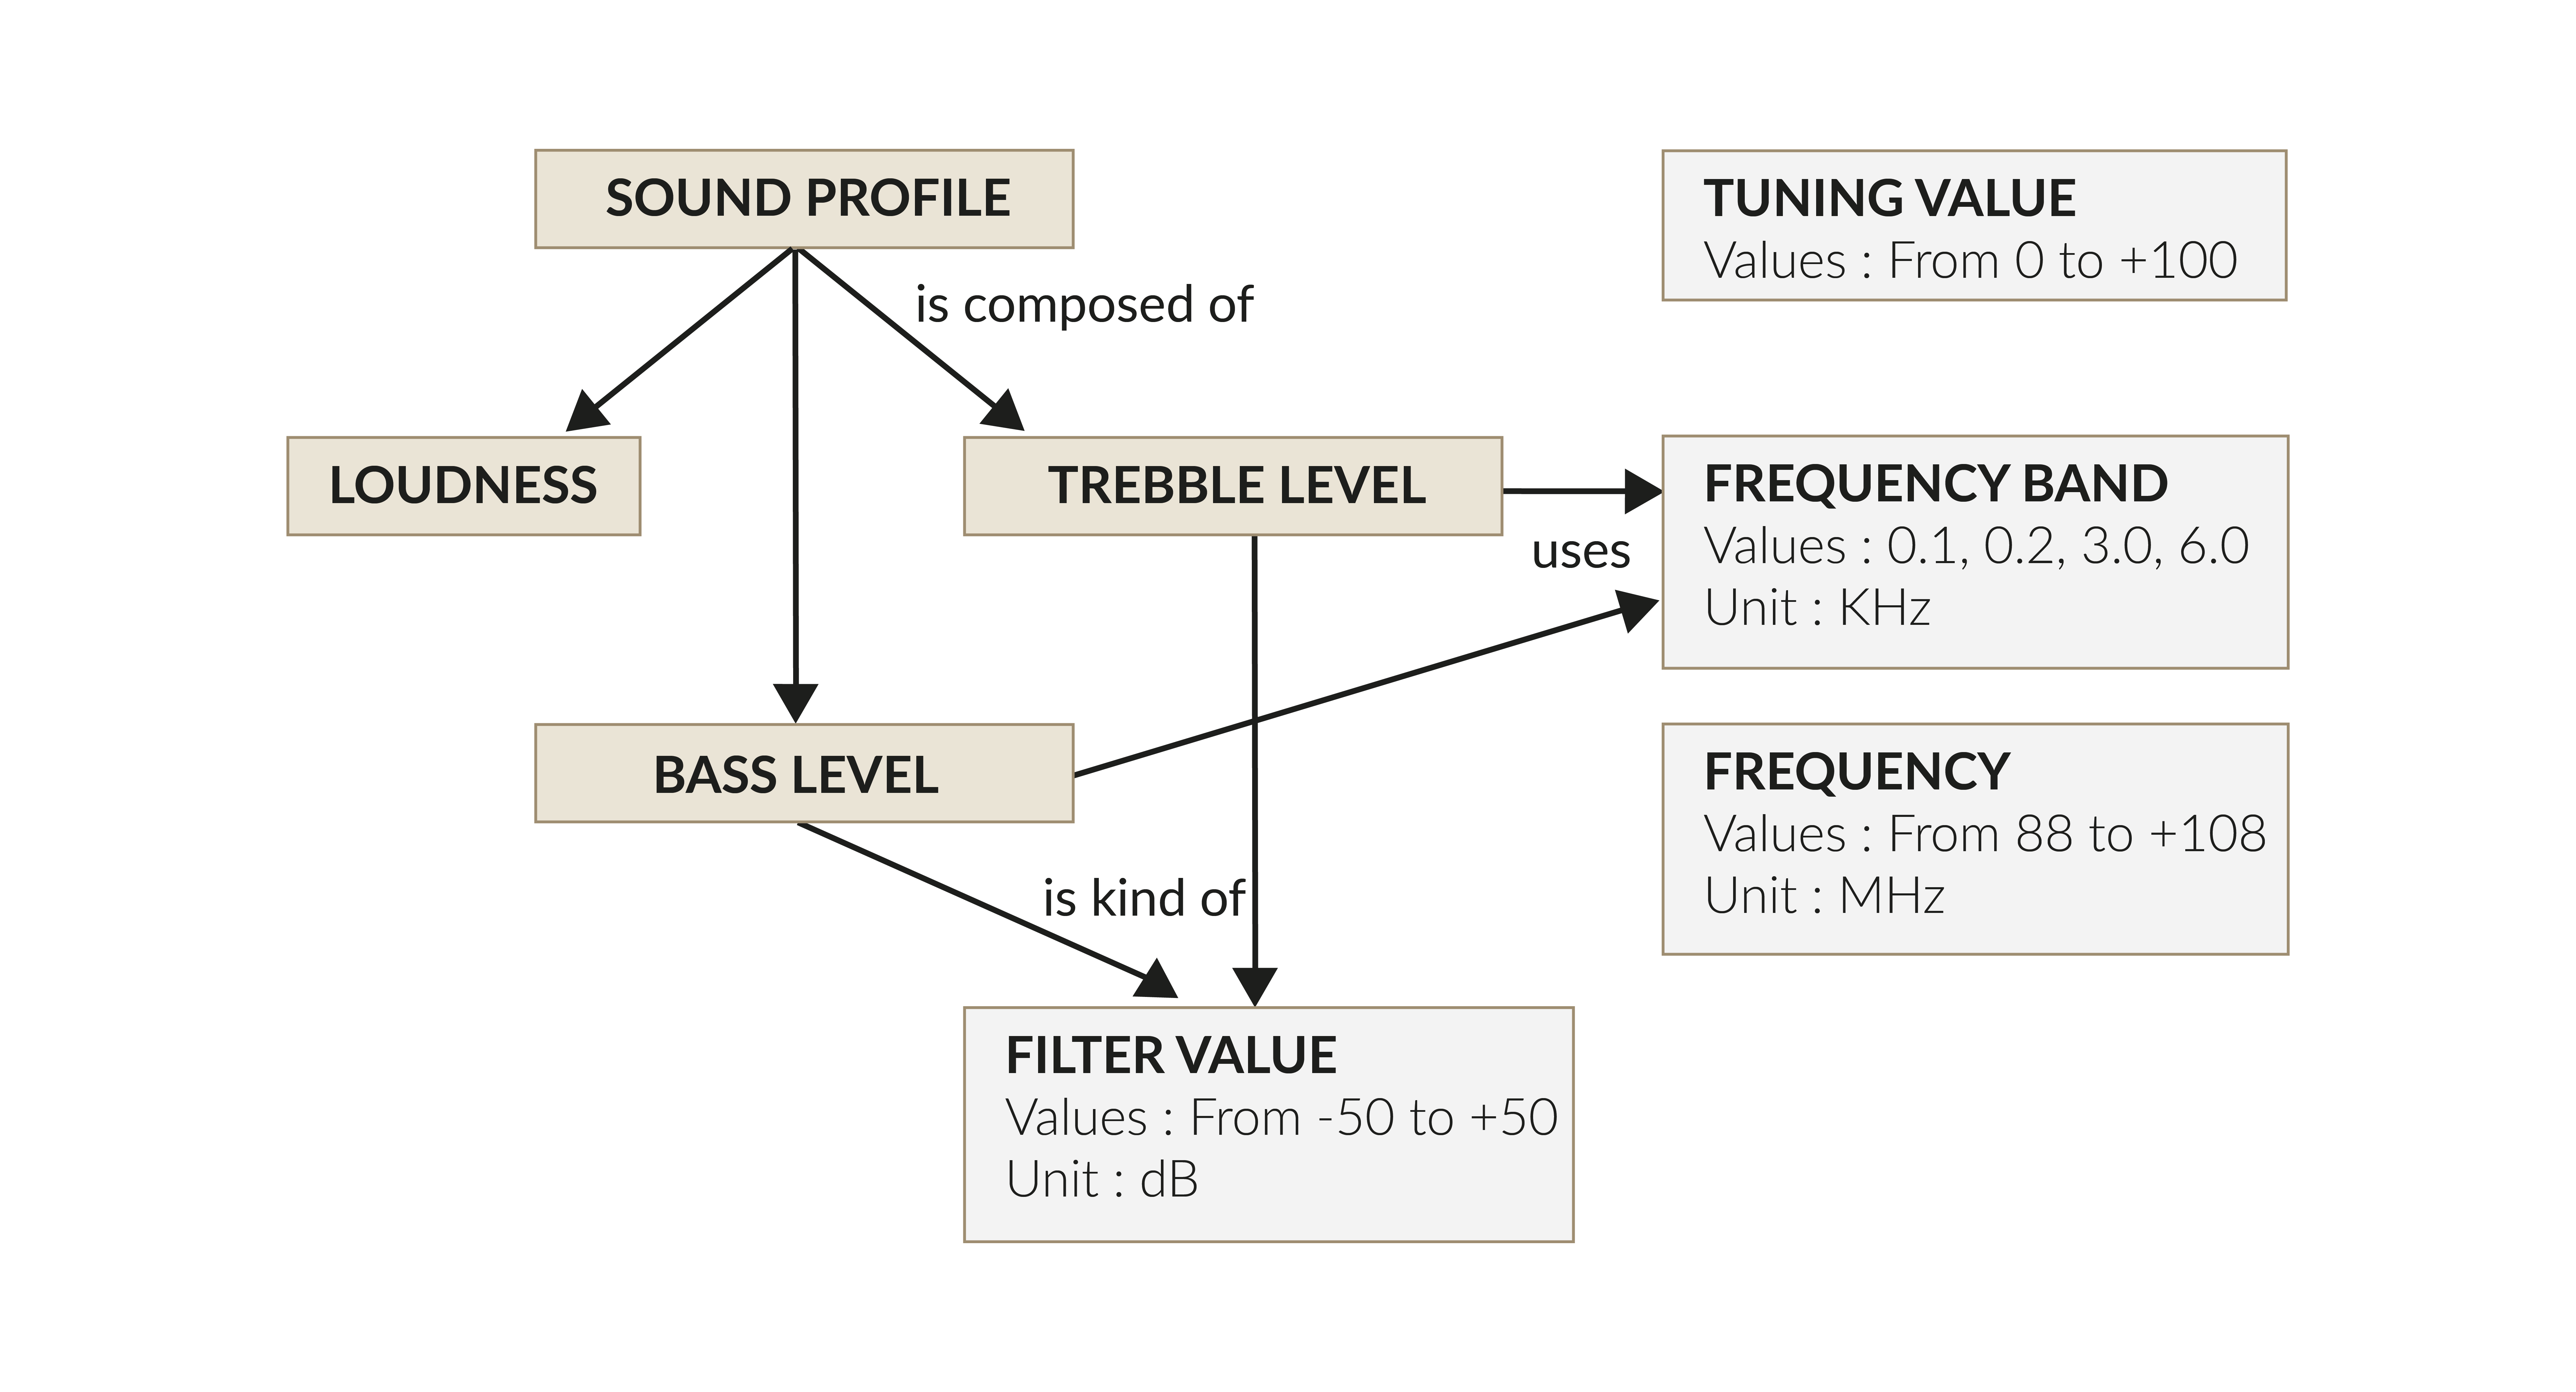 SOUND PROFILE
TUNING VALUE
Values : From 0 to +100
is composed of
LOUDNESS
TREBBLE LEVEL
FREQUENCY BAND
Values : 0.1, 0.2, 3.0, 6.0
Unit : KHz
uses
BASS LEVEL
FREQUENCY
Values : From 88 to +108
Unit : MHz
is kind of
FILTER VALUE
Values : From -50 to +50
Unit : dB